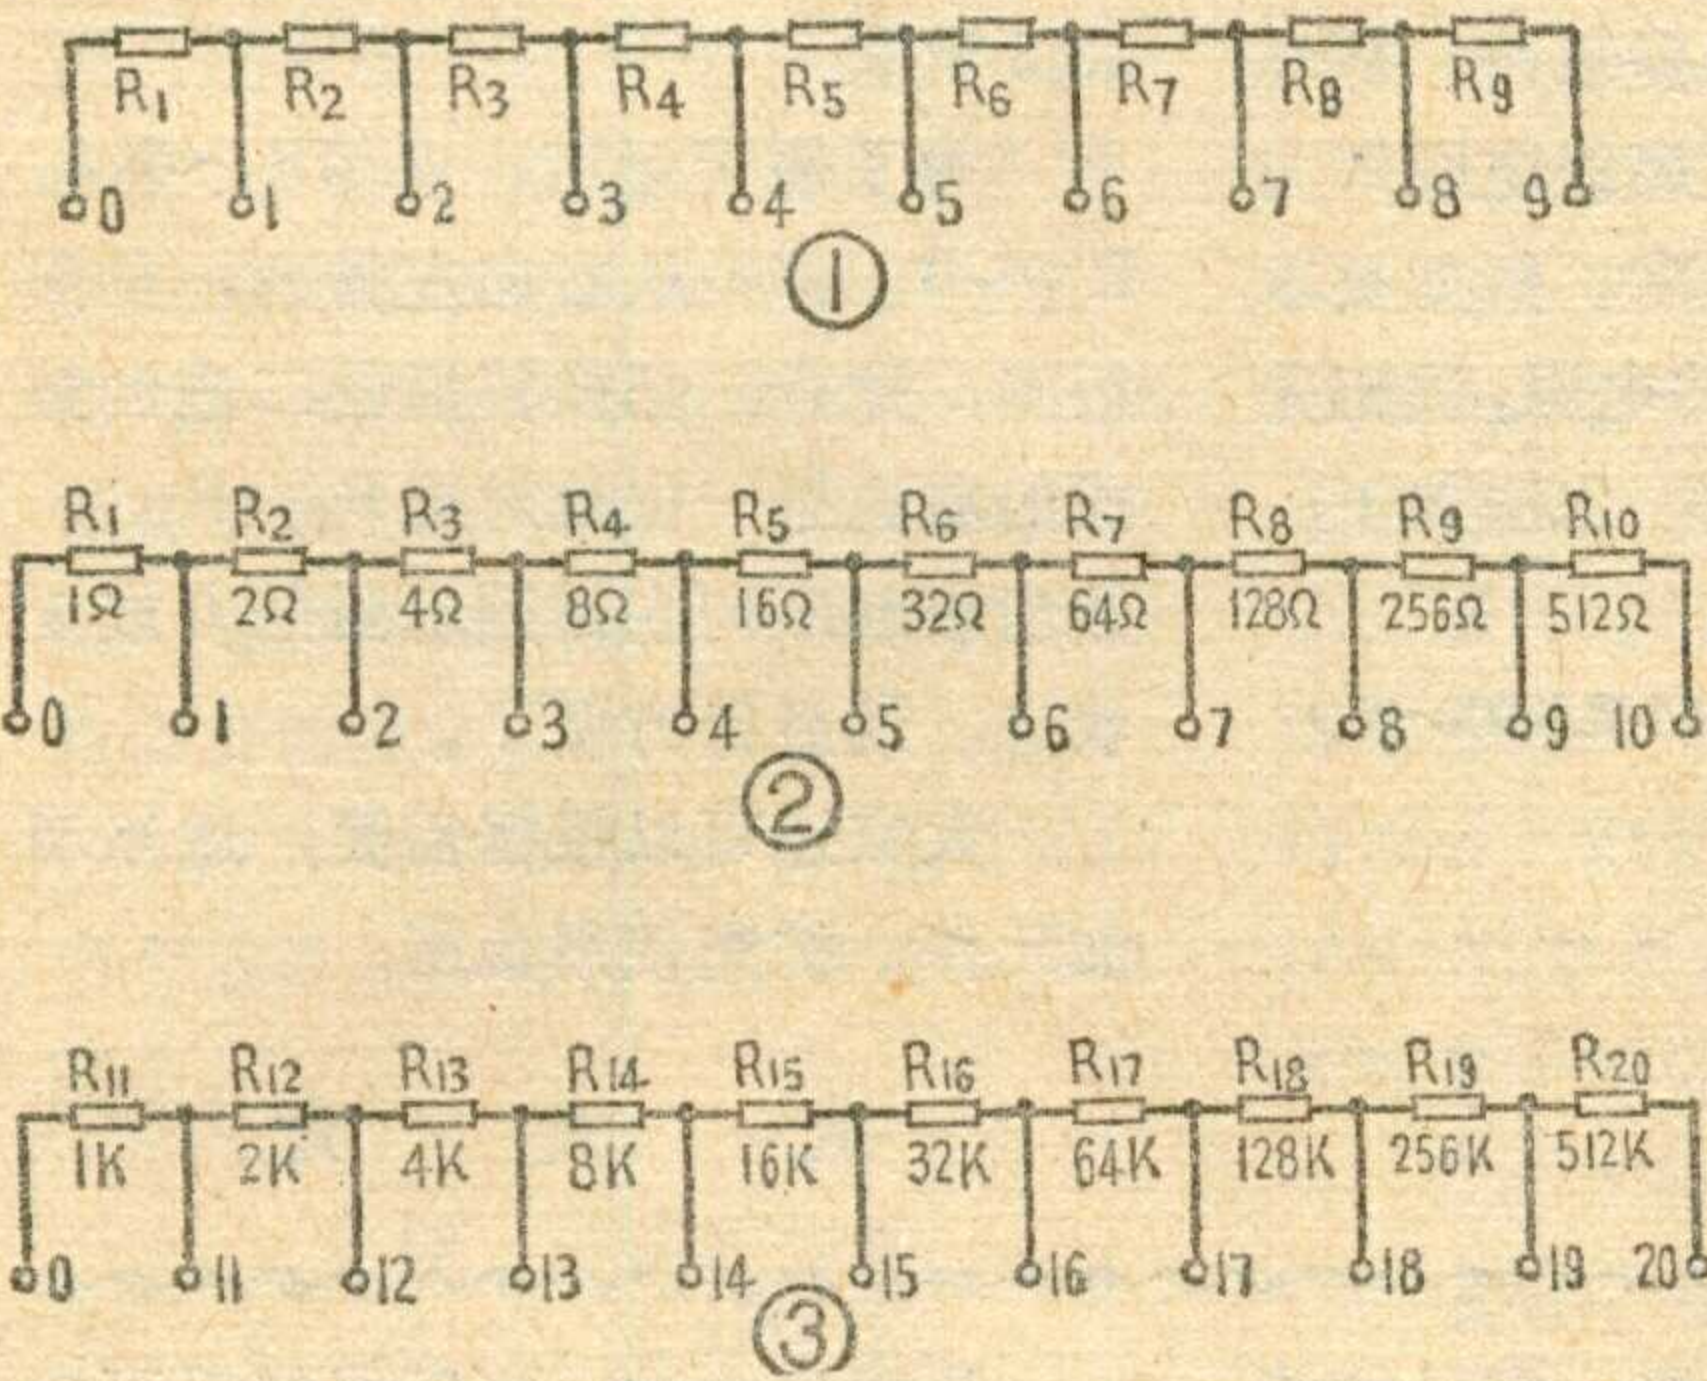 R1 R2 R3 R4 R5 R6 R7 R8 R9
0 1 2 3 4 5 6 7 8 9
①
R1 R2 R3 R4 R5 R6 R7 R8 R9 R10
1Ω 2Ω 4Ω 8Ω 16Ω 32Ω 64Ω 128Ω 256Ω 512Ω
0 1 2 3 4 5 6 7 8 9 10
②
R11 R12 R13 R14 R15 R16 R17 R18 R19 R20
1K 2K 4K 8K 16K 32K 64K 128K 256K 512K
0 11 12 13 14 15 16 17 18 19 20
③